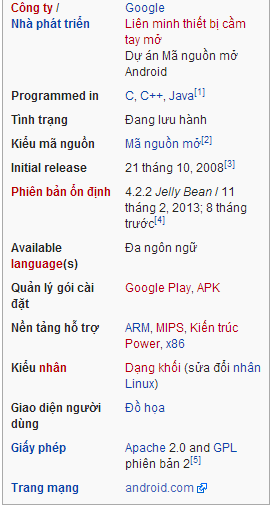 Công ty / Google
Nhà phát triển Liên minh thiết bị cầm
tay mở
Dự án Mã nguồn mở
Android
Programmed in C, C++, Java[1]
Tình trạng Đang lưu hành
Kiểu mã nguồn Mã nguồn mở[2]
Initial release 21 tháng 10, 2008[3]
Phiên bản ổn định 4.2.2 Jelly Bean / 11
tháng 2, 2013; 8 tháng
trước[4]
Available Đa ngôn ngữ
language(s)
Quản lý gói cài Google Play, APK
đặt
Nền tảng hỗ trợ ARM, MIPS, Kiến trúc
Power, x86
Kiểu nhân Dạng khối (sửa đổi nhân
Linux)
Giao diện người Đồ họa
dùng
Giấy phép Apache 2.0 and GPL
phiên bản 2[5]
Trang mạng android.com